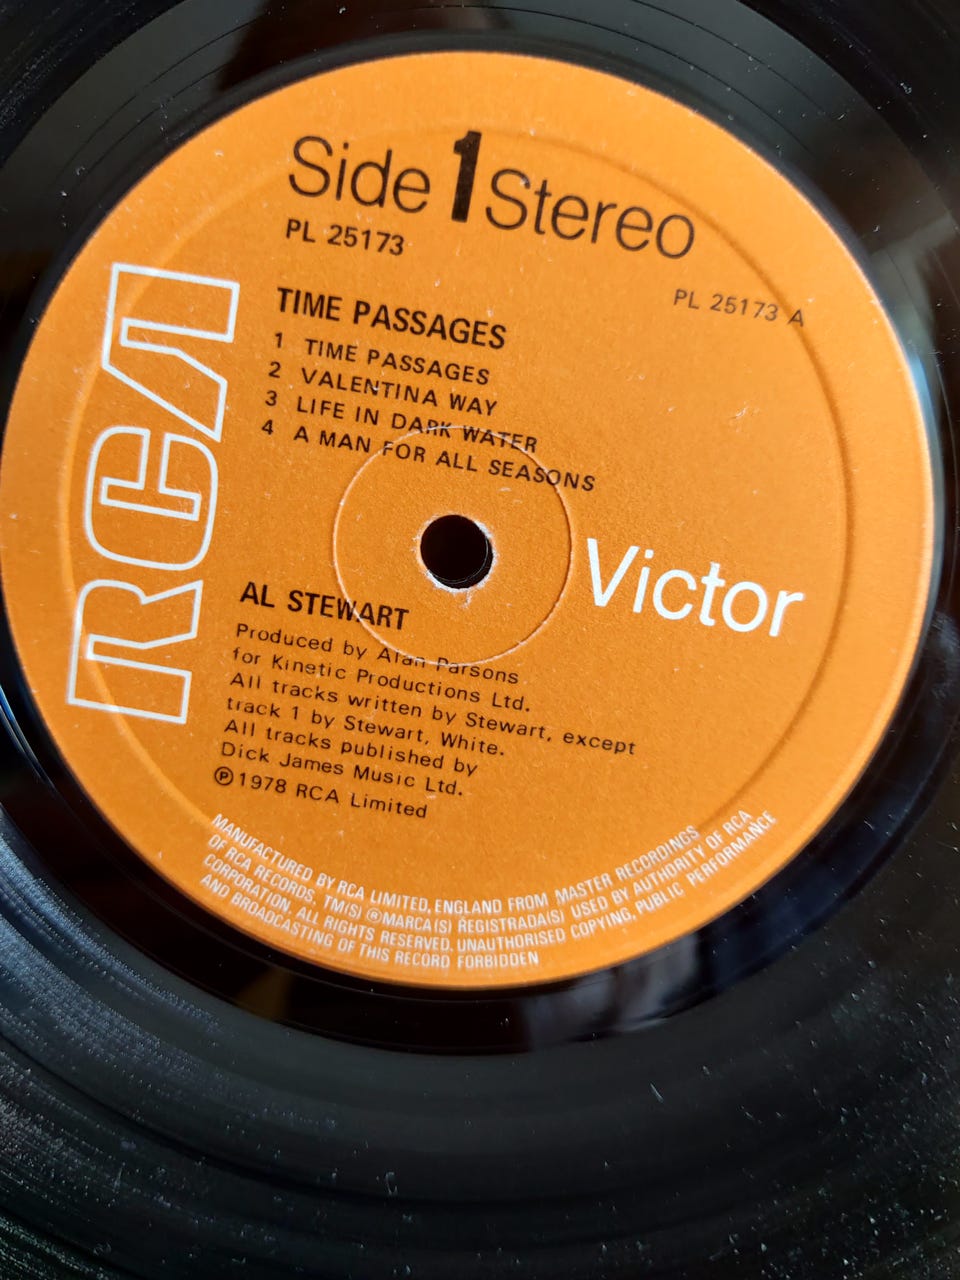 Side 1 Stereo
PL 25173
PL 25173 A
TIME PASSAGES
1 TIME PASSAGES
2 VALENTINA WAY
3 LIFE IN DARK WATER
4 A MAN FOR ALL SEASONS
RCA
Victor
AL STEWART
Produced by Alan Parsons
for Kinetic Productions Ltd.
All tracks written by Stewart, except
track 1 by Stewart, White.
All tracks published by
Dick James Music Ltd.
℗ 1978 RCA Limited
MANUFACTURED BY RCA LIMITED, ENGLAND FROM MASTER RECORDINGS
OF RCA RECORDS. TM(S) ® MARCA(S) REGISTRADA(S) USED BY AUTHORITY OF RCA
CORPORATION. ALL RIGHTS RESERVED. UNAUTHORISED COPYING, PUBLIC PERFORMANCE
AND BROADCASTING OF THIS RECORD FORBIDDEN